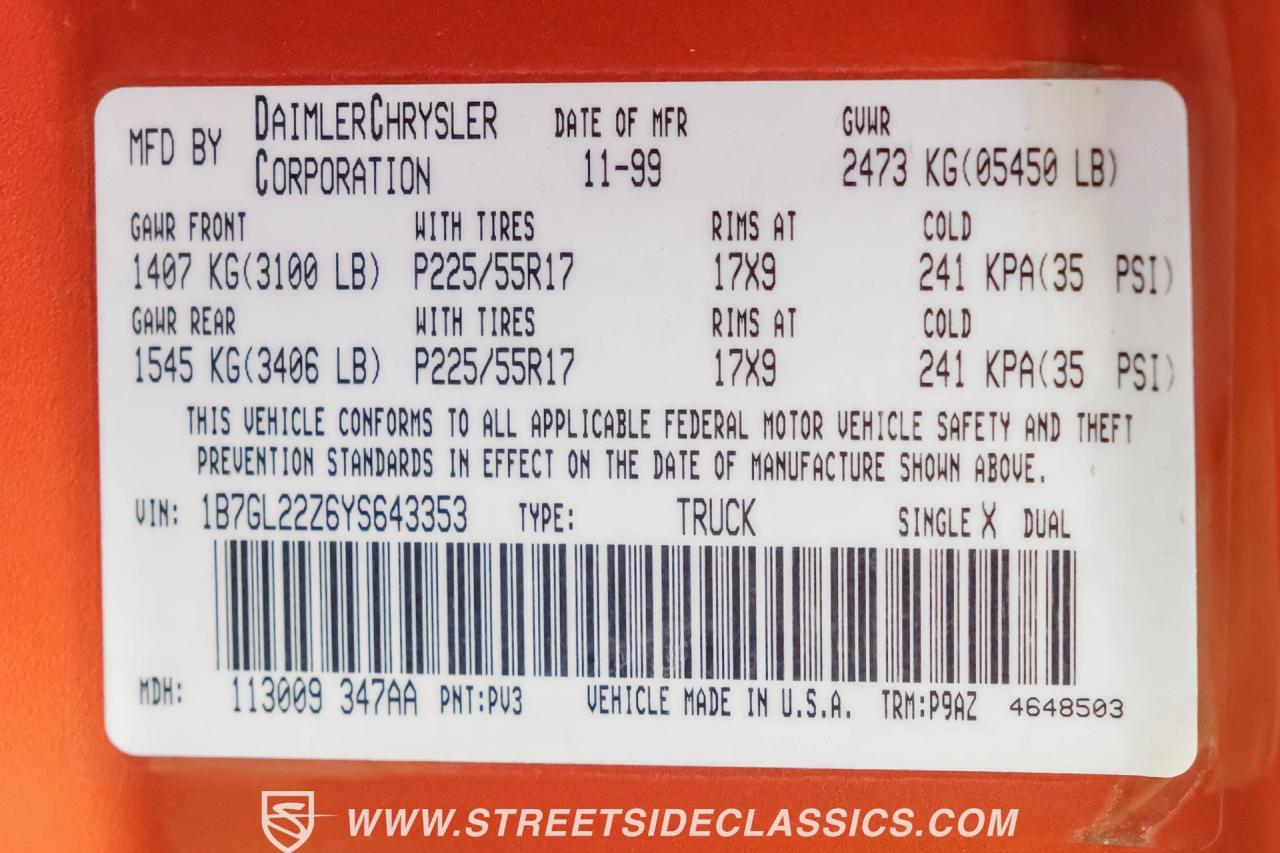 MFD BY DAIMLERCHRYSLER CORPORATION DATE OF MFR 11-99 GVWR 2473 KG(05450 LB)
GAWR FRONT WITH TIRES RIMS AT COLD
1407 KG(3100 LB) P225/55R17 17X9 241 KPA(35 PSI)
GAWR REAR WITH TIRES RIMS AT COLD
1545 KG(3406 LB) P225/55R17 17X9 241 KPA(35 PSI)
THIS VEHICLE CONFORMS TO ALL APPLICABLE FEDERAL MOTOR VEHICLE SAFETY AND THEFT
PREVENTION STANDARDS IN EFFECT ON THE DATE OF MANUFACTURE SHOWN ABOVE.
VIN: 1B7GL22Z6YS643353 TYPE: TRUCK SINGLE X DUAL
MDH: 113009 347AA PNT:PV3 VEHICLE MADE IN U.S.A. TRM:P9AZ 4648503
WWW.STREETSIDECLASSICS.COM